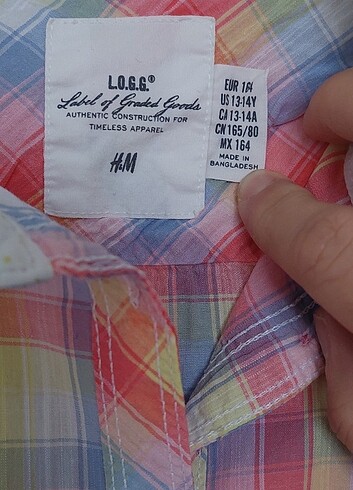 L.O.G.G.®
Label of Graded Goods
AUTHENTIC CONSTRUCTION FOR
TIMELESS APPAREL
H&M
EUR 164
US 13-14Y
CA 13-14A
CN 165/80
MX 164
MADE IN
BANGLADESH